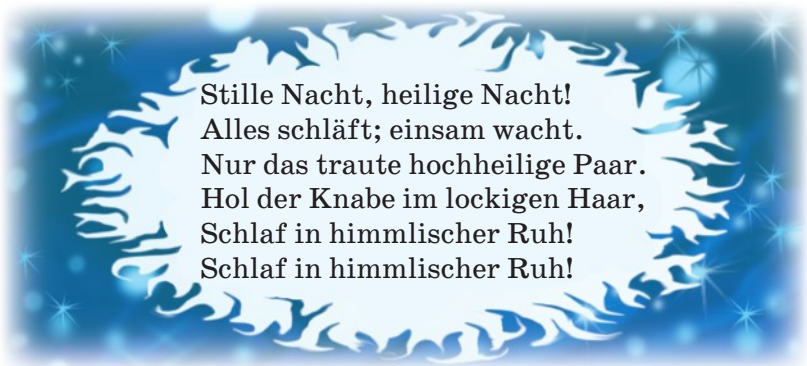 Stille Nacht, heilige Nacht!
Alles schläft; einsam wacht.
Nur das traute hochheilige Paar.
Hol der Knabe im lockigen Haar,
Schlaf in himmlischer Ruh!
Schlaf in himmlischer Ruh!